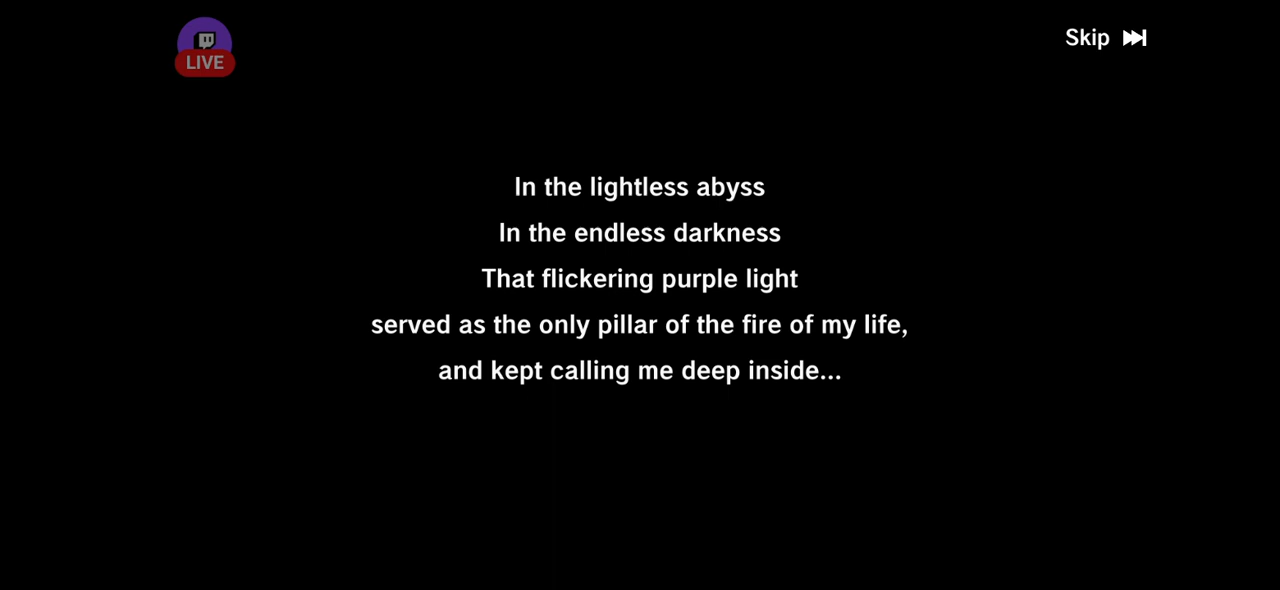 LIVE
Skip
In the lightless abyss
In the endless darkness
That flickering purple light
served as the only pillar of the fire of my life,
and kept calling me deep inside...